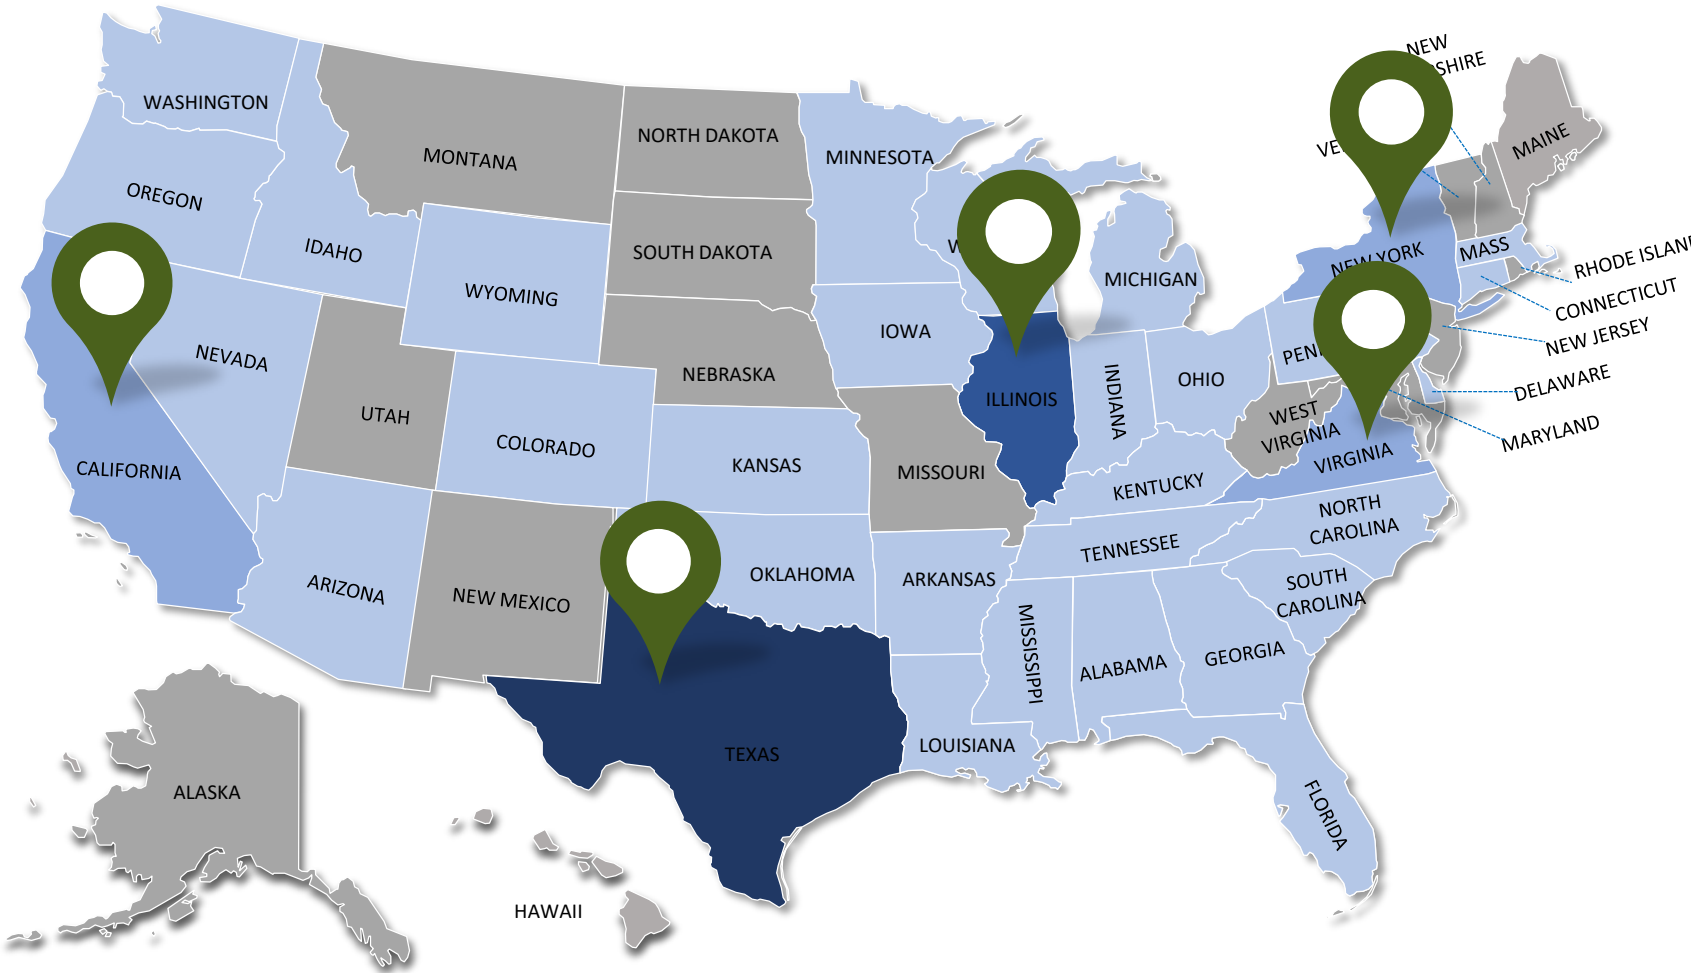 NEW
SHIRE
WASHINGTON
NORTH DAKOTA
MAINE
MONTANA
MINNESOTA
VE
OREGON
IDAHO
SOUTH DAKOTA
W
NEW YORK
MASS
RHODE ISLAND
MICHIGAN
WYOMING
CONNECTICUT
IOWA
NEW JERSEY
NEVADA
PEN
NEBRASKA
OHIO
INDIANA
DELAWARE
ILLINOIS
UTAH
WEST
VIRGINIA
MARYLAND
COLORADO
CALIFORNIA
KANSAS
MISSOURI
VIRGINIA
KENTUCKY
NORTH
CAROLINA
TENNESSEE
ARIZONA
NEW MEXICO
OKLAHOMA
ARKANSAS
SOUTH
CAROLINA
MISSISSIPPI
ALABAMA
GEORGIA
TEXAS
LOUISIANA
ALASKA
FLORIDA
HAWAII